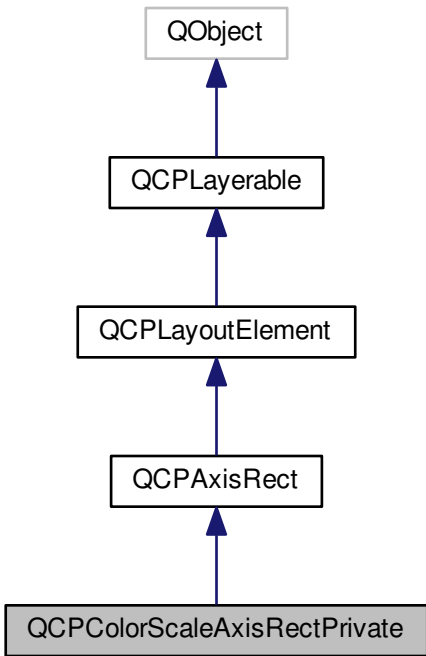 QObject
QCPLayerable
QCPLayoutElement
QCPAxisRect
QCPColorScaleAxisRectPrivate